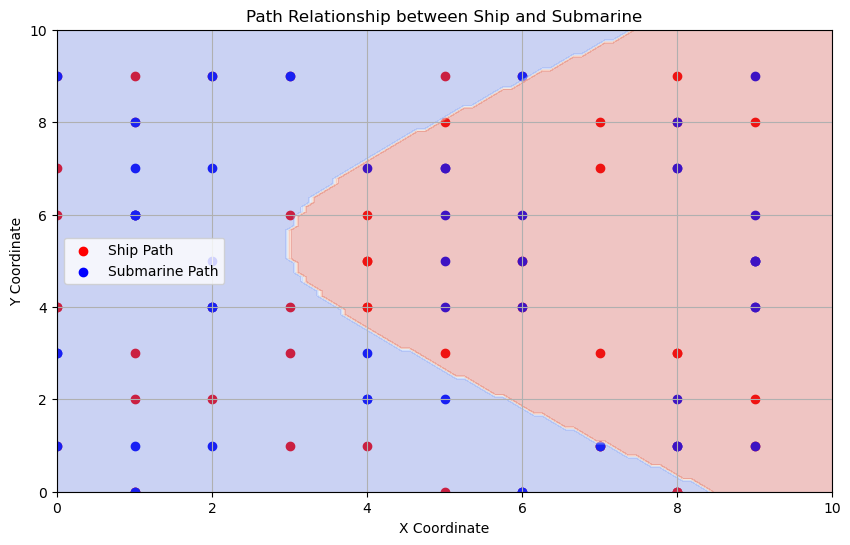 Path Relationship between Ship and Submarine
10
8
6
4
2
0
Y Coordinate
Ship Path
Submarine Path
0 2 4 6 8 10
X Coordinate